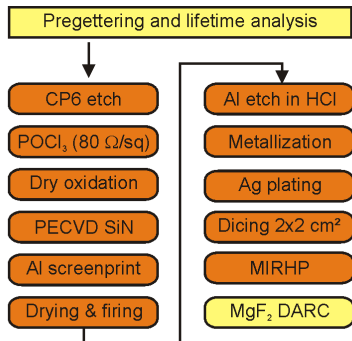 Pregettering and lifetime analysis
CP6 etch
POCl₃ (80 Ω/sq)
Dry oxidation
PECVD SiN
Al screenprint
Drying & firing
Al etch in HCl
Metallization
Ag plating
Dicing 2x2 cm²
MIRHP
MgF₂ DARC